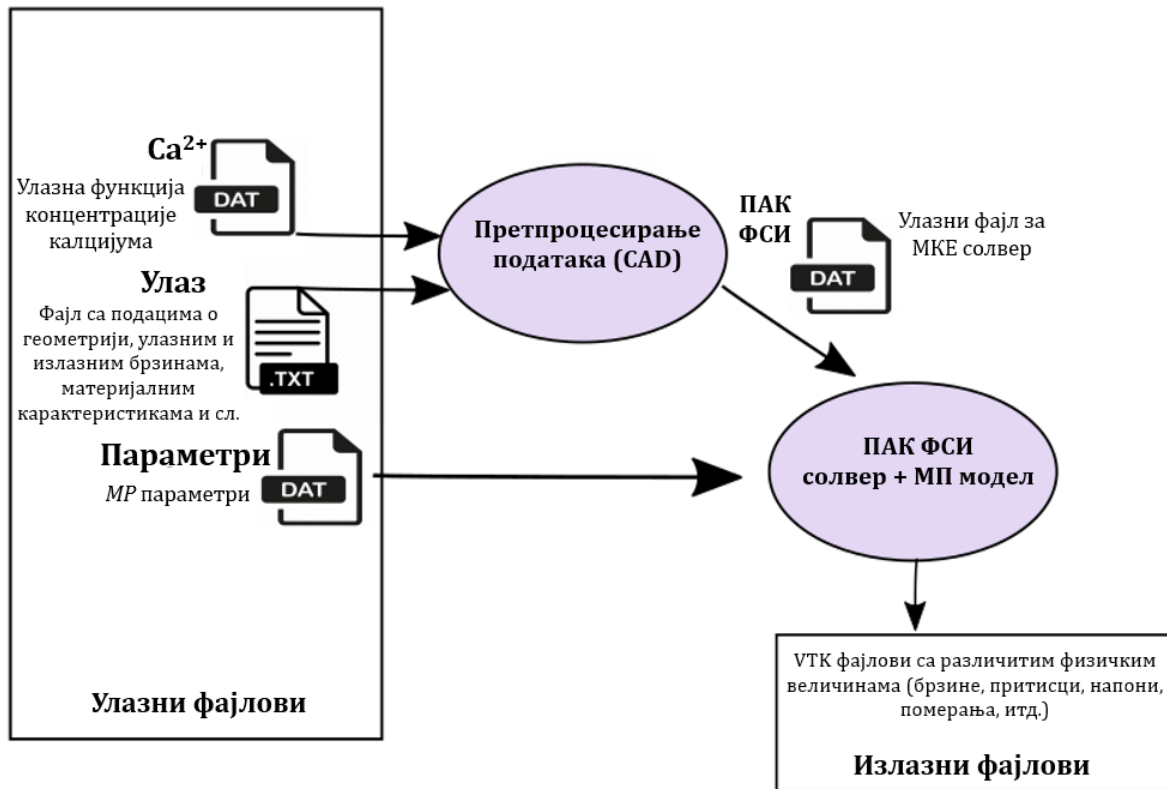 Ca²⁺
DAT
Улазна функција
концентрације
калцијума
Улаз
Фајл са подацима о
геометрији, улазним и
излазним брзинама,
материјалним
карактеристикама и сл.
.TXT
Параметри
MP параметри
DAT
Улазни фајлови
Претпроцесирање
података (CAD)
ПАК
ФСИ
DAT
Улазни фајл за
МКЕ солвер
ПАК ФСИ
солвер + МП модел
VTK фајлови са различитим физичким
величинама (брзине, притисци, напони,
померања, итд.)
Излазни фајлови